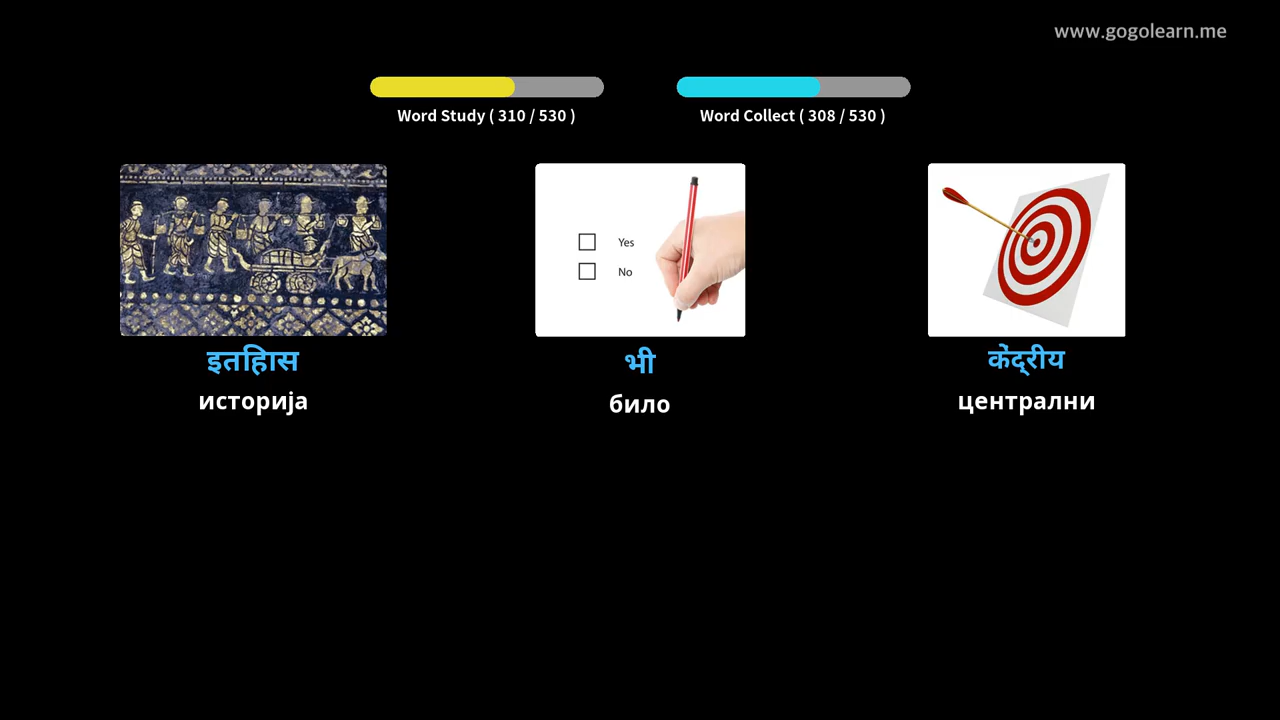 www.gogolearn.me
Word Study ( 310 / 530 )
Word Collect ( 308 / 530 )
Yes
No
इतिहास
историја
भी
било
केंद्रीय
централни